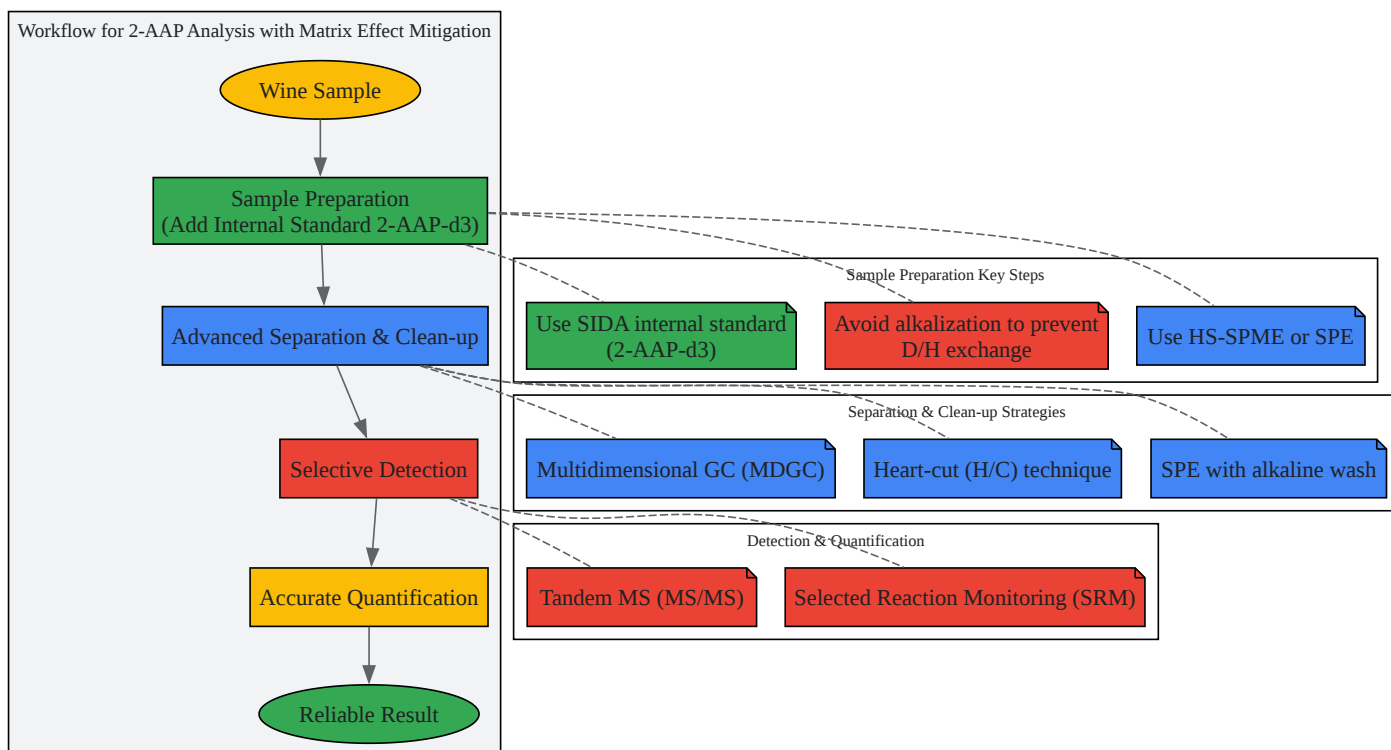 Workflow for 2-AAP Analysis with Matrix Effect Mitigation
Wine Sample
Sample Preparation
(Add Internal Standard 2-AAP-d3)
Advanced Separation & Clean-up
Selective Detection
Accurate Quantification
Reliable Result
Sample Preparation Key Steps
Use SIDA internal standard
(2-AAP-d3)
Avoid alkalization to prevent
D/H exchange
Use HS-SPME or SPE
Separation & Clean-up Strategies
Multidimensional GC (MDGC)
Heart-cut (H/C) technique
SPE with alkaline wash
Detection & Quantification
Tandem MS (MS/MS)
Selected Reaction Monitoring (SRM)